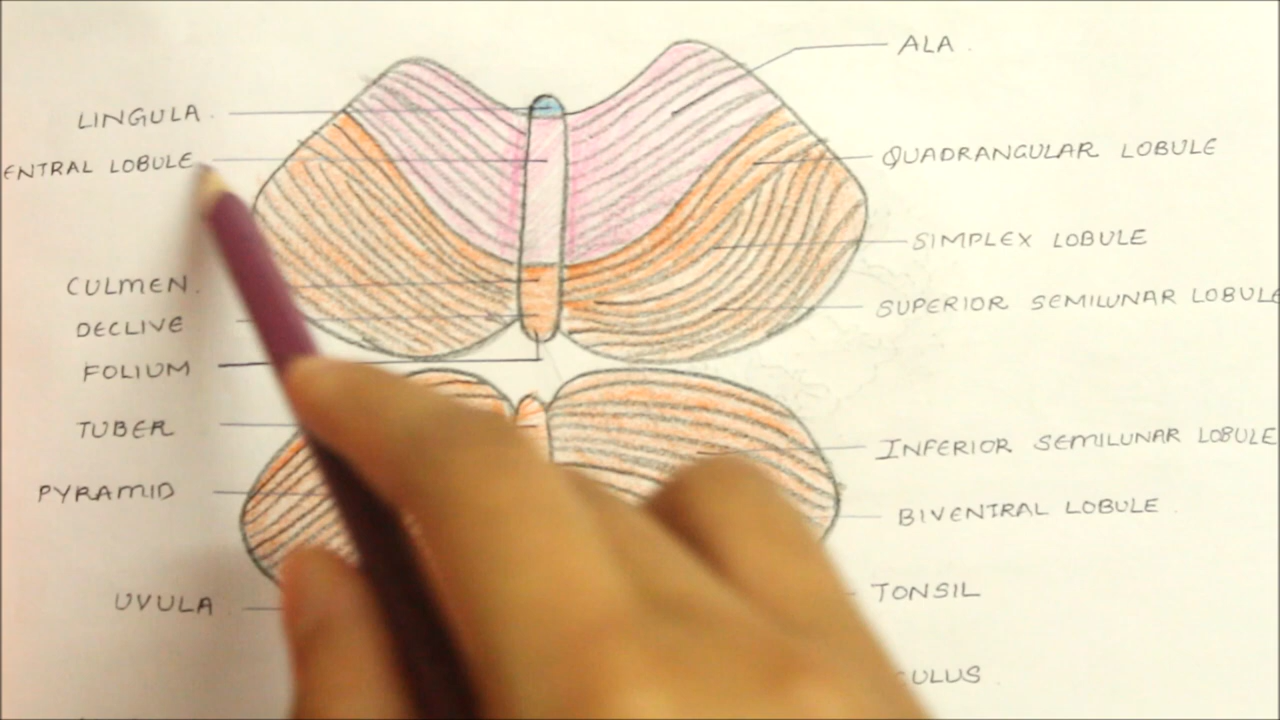 LINGULA
ENTRAL LOBULE
CULMEN
DECLIVE
FOLIUM
TUBER
PYRAMID
UVULA
ALA
QUADRANGULAR LOBULE
SIMPLEX LOBULE
SUPERIOR SEMILUNAR LOBULE
INFERIOR SEMILUNAR LOBULE
BIVENTRAL LOBULE
TONSIL
CULUS